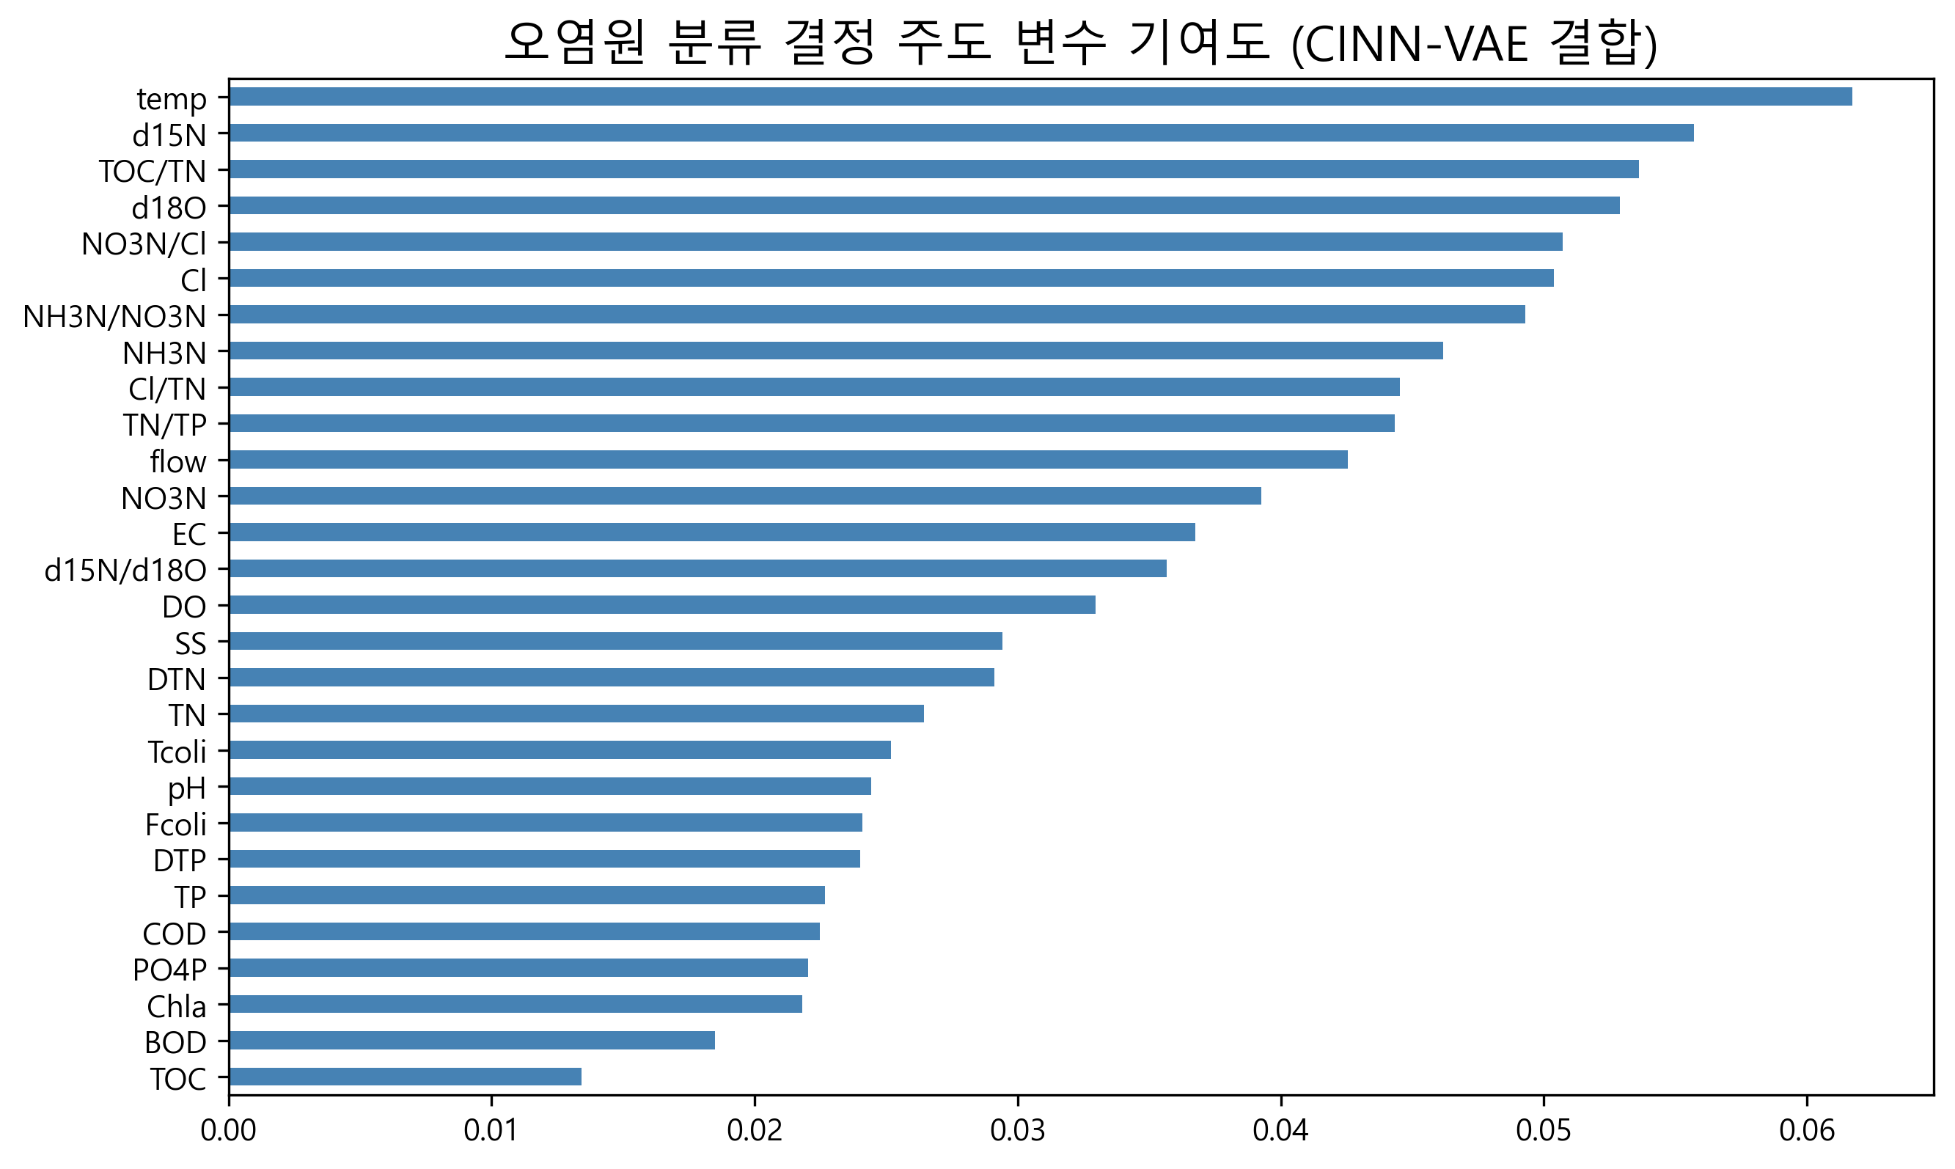 오염원 분류 결정 주도 변수 기여도 (CINN-VAE 결합)
temp
d15N
TOC/TN
d18O
NO3N/Cl
Cl
NH3N/NO3N
NH3N
Cl/TN
TN/TP
flow
NO3N
EC
d15N/d18O
DO
SS
DTN
TN
Tcoli
pH
Fcoli
DTP
TP
COD
PO4P
Chla
BOD
TOC
0.00 0.01 0.02 0.03 0.04 0.05 0.06